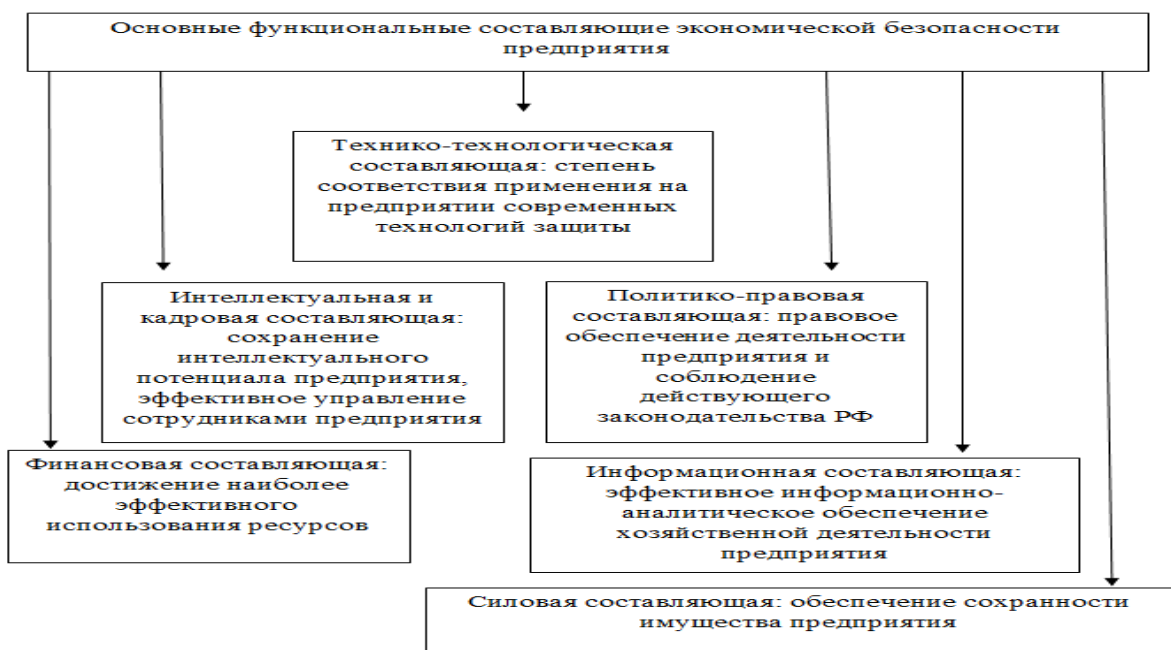 Основные функциональные составляющие экономической безопасности
предприятия
Технико-технологическая
составляющая: степень
соответствия применения на
предприятии современных
технологий защиты
Интеллектуальная и
кадровая составляющая:
сохранение
интеллектуального
потенциала предприятия,
эффективное управление
сотрудниками предприятия
Политико-правовая
составляющая: правовое
обеспечение деятельности
предприятия и
соблюдение
действующего
законодательства РФ
Финансовая составляющая:
достижение наиболее
эффективного
использования ресурсов
Информационная составляющая:
эффективное информационно-
аналитическое обеспечение
хозяйственной деятельности
предприятия
Силовая составляющая: обеспечение сохранности
имущества предприятия